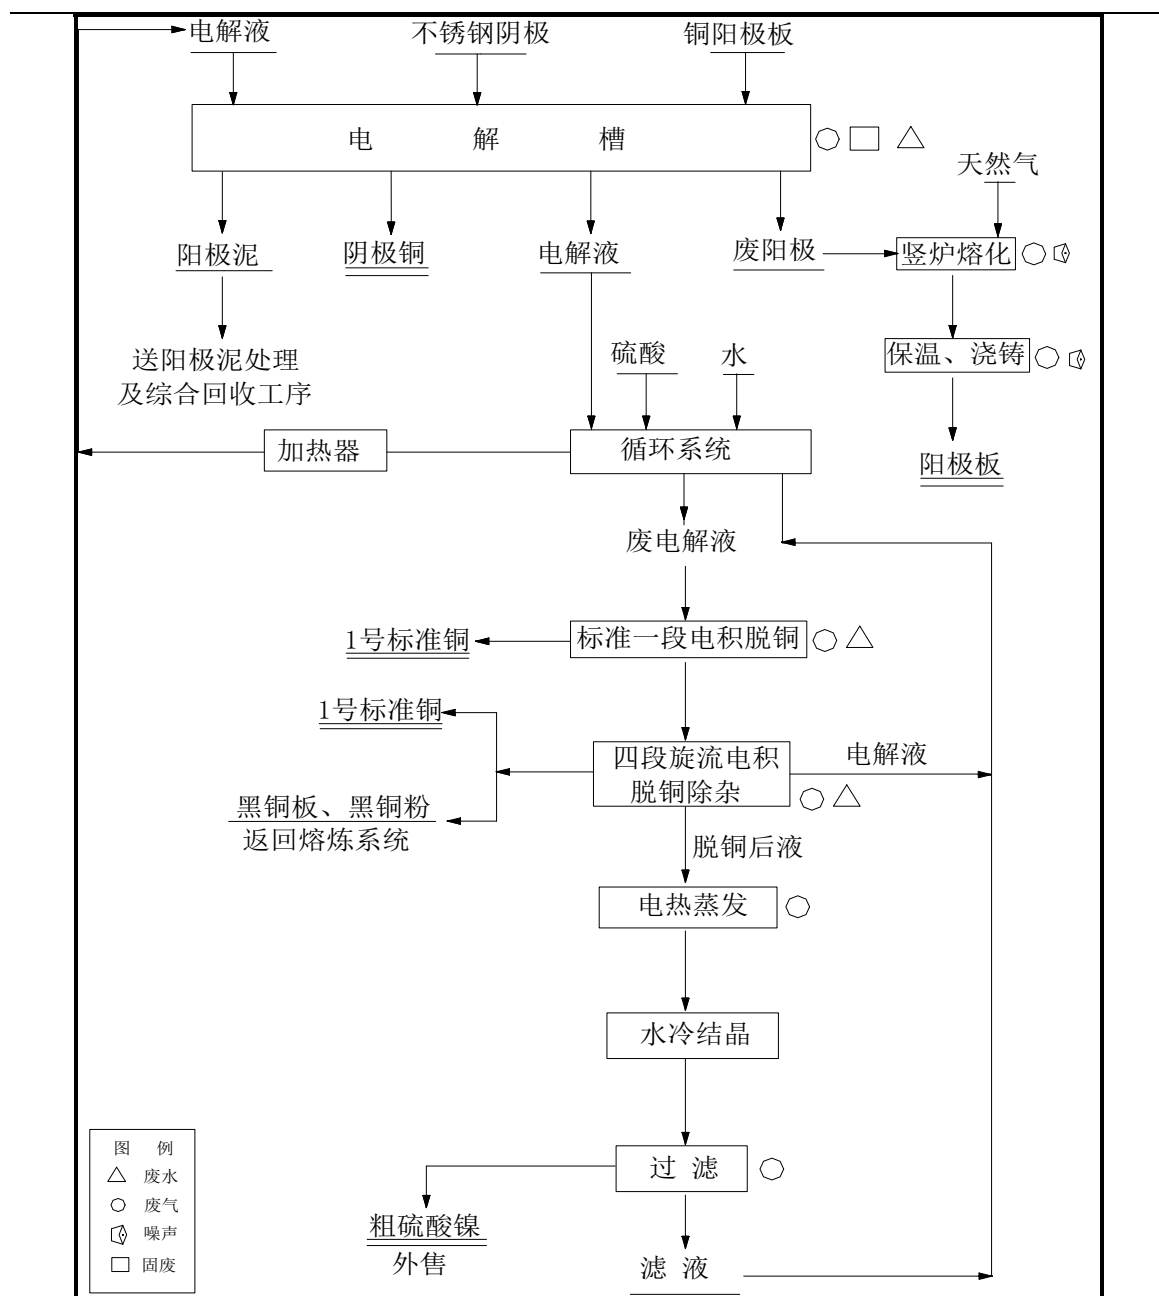 电解液
不锈钢阴极
铜阳极板
电 解 槽
天然气
阳极泥
阴极铜
电解液
废阳极
竖炉熔化
送阳极泥处理
及综合回收工序
硫酸
水
保温、浇铸
加热器
循环系统
阳极板
废电解液
1号标准铜
标准一段电积脱铜
1号标准铜
四段旋流电积
脱铜除杂
电解液
黑铜板、黑铜粉
返回熔炼系统
脱铜后液
电热蒸发
水冷结晶
过 滤
粗硫酸镍
外售
滤 液
图 例
废水
废气
噪声
固废